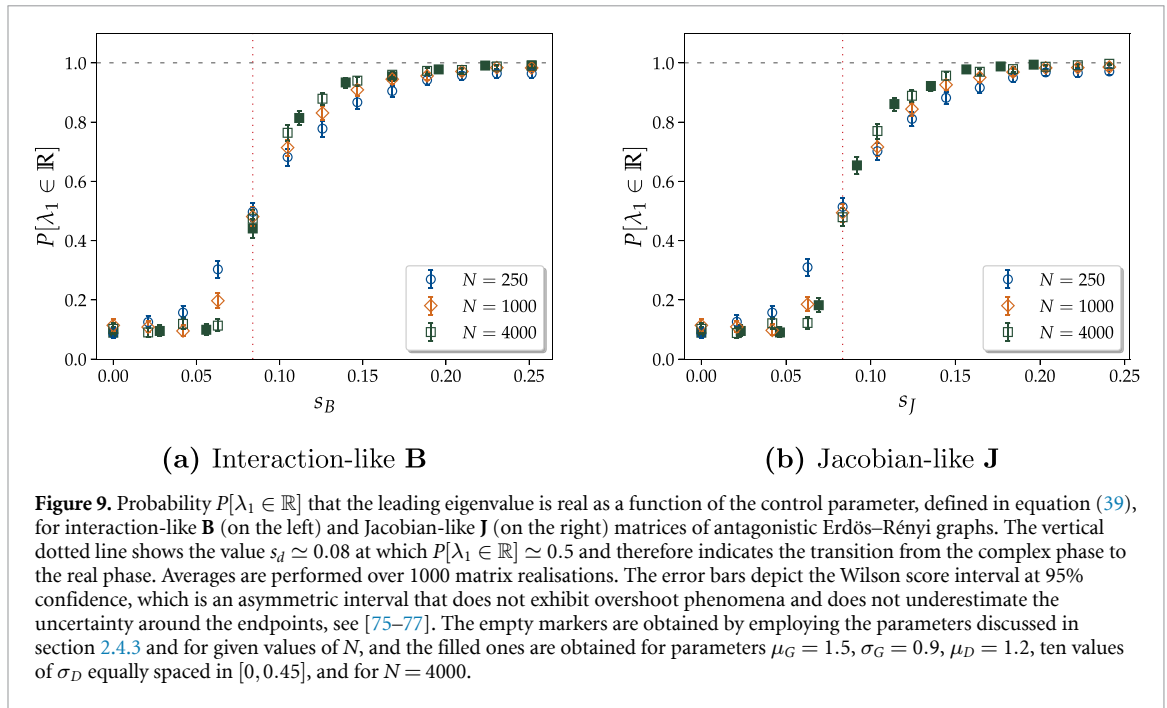 1.0
0.8
0.6
0.4
0.2
0.0
P[λ₁ ∈ ℝ]
N = 250
N = 1000
N = 4000
0.00 0.05 0.10 0.15 0.20 0.25
s_B
(a) Interaction-like B
1.0
0.8
0.6
0.4
0.2
0.0
P[λ₁ ∈ ℝ]
N = 250
N = 1000
N = 4000
0.00 0.05 0.10 0.15 0.20 0.25
s_J
(b) Jacobian-like J
Figure 9. Probability P[λ₁ ∈ ℝ] that the leading eigenvalue is real as a function of the control parameter, defined in equation (39),
for interaction-like B (on the left) and Jacobian-like J (on the right) matrices of antagonistic Erdös–Rényi graphs. The vertical
dotted line shows the value s_d ≃ 0.08 at which P[λ₁ ∈ ℝ] ≃ 0.5 and therefore indicates the transition from the complex phase to
the real phase. Averages are performed over 1000 matrix realisations. The error bars depict the Wilson score interval at 95%
confidence, which is an asymmetric interval that does not exhibit overshoot phenomena and does not underestimate the
uncertainty around the endpoints, see [75–77]. The empty markers are obtained by employing the parameters discussed in
section 2.4.3 and for given values of N, and the filled ones are obtained for parameters μ_G = 1.5, σ_G = 0.9, μ_D = 1.2, ten values
of σ_D equally spaced in [0, 0.45], and for N = 4000.